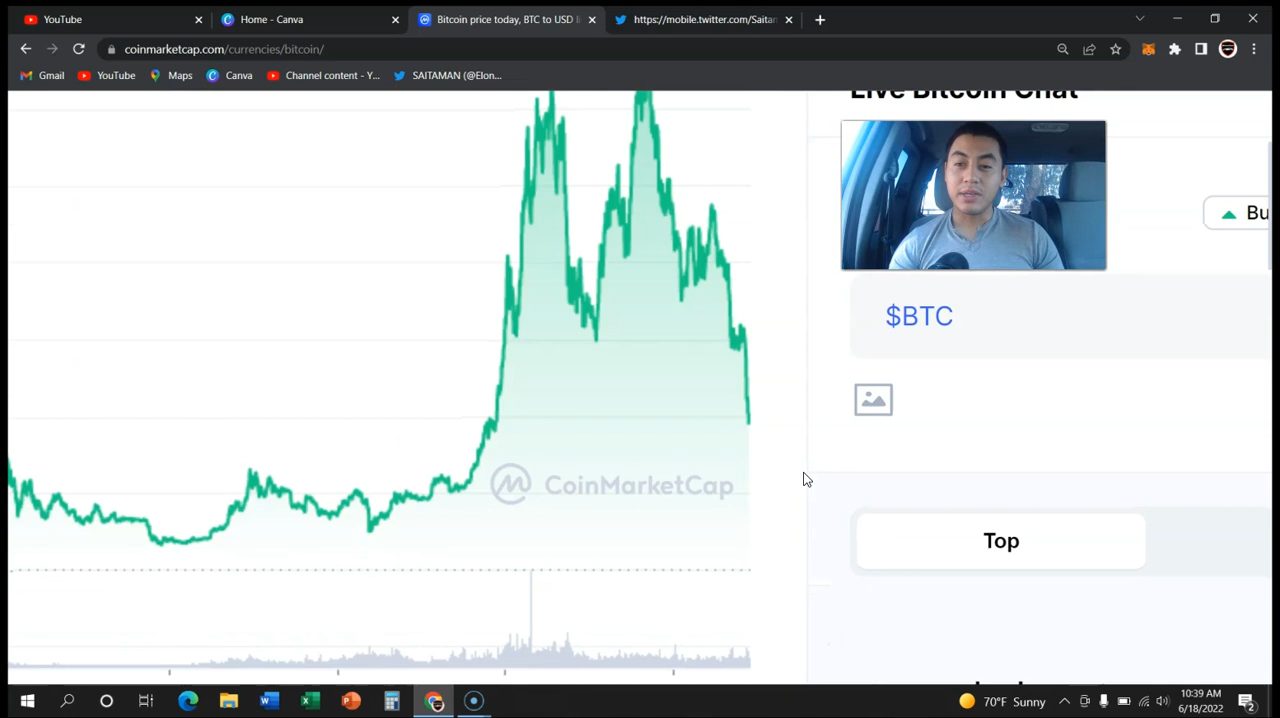 YouTube
Home - Canva
Bitcoin price today, BTC to USD li
https://mobile.twitter.com/Saitan
coinmarketcap.com/currencies/bitcoin/
Gmail
YouTube
Maps
Canva
Channel content - Y...
SAITAMAN (@Elon...
Live Bitcoin Chat
Bu
$BTC
CoinMarketCap
Top
70°F Sunny
10:39 AM
6/18/2022
2